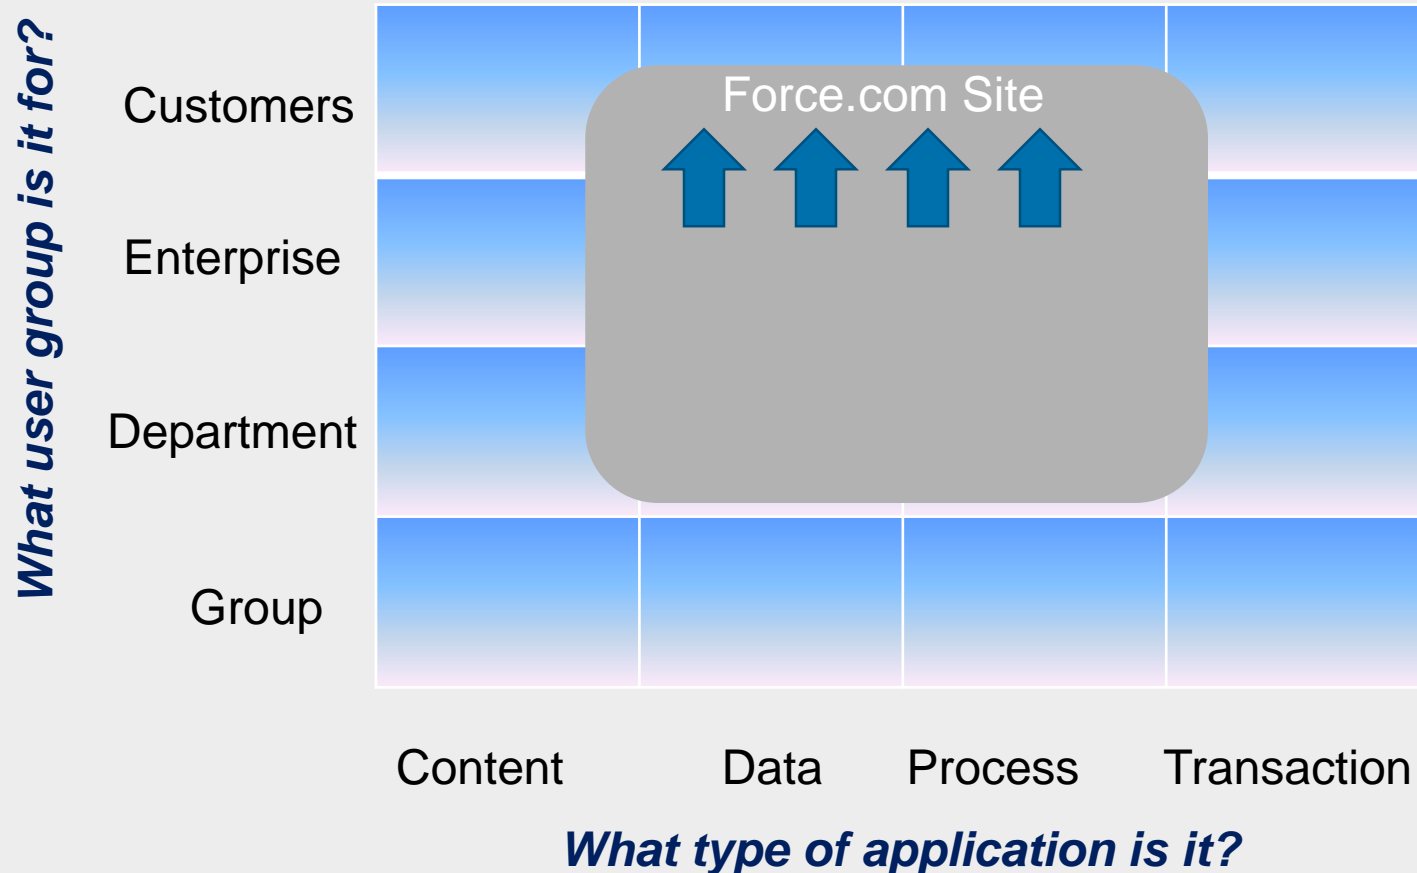 What user group is it for?
Customers
Force.com Site
Enterprise
Department
Group
Content Data Process Transaction
What type of application is it?